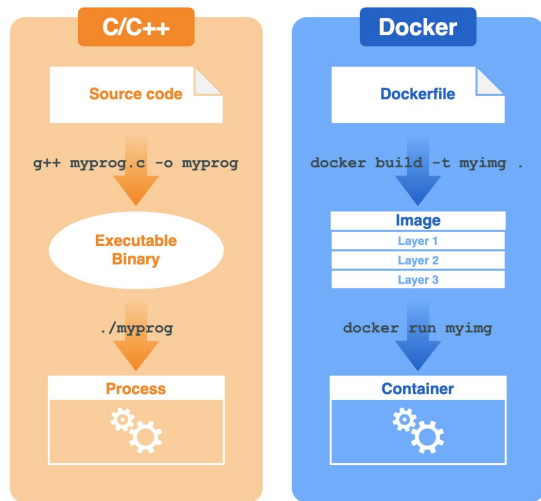 C/C++
Source code
g++ myprog.c -o myprog
Executable
Binary
./myprog
Process
Docker
Dockerfile
docker build -t myimg .
Image
Layer 1
Layer 2
Layer 3
docker run myimg
Container